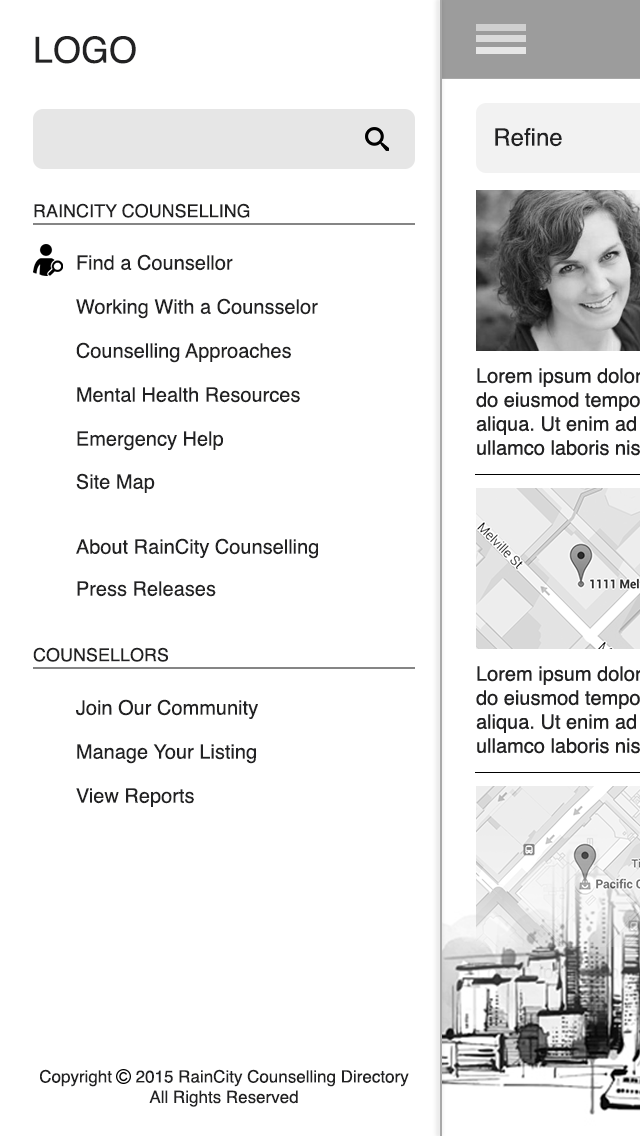 LOGO
RAINCITY COUNSELLING
Find a Counsellor
Working With a Counsselor
Counselling Approaches
Mental Health Resources
Emergency Help
Site Map
About RainCity Counselling
Press Releases
COUNSELLORS
Join Our Community
Manage Your Listing
View Reports
Copyright © 2015 RainCity Counselling Directory
All Rights Reserved
Refine
Lorem ipsum dolor
do eiusmod tempo
aliqua. Ut enim ad
ullamco laboris nis
Melville St
1111 Mel
Lorem ipsum dolor
do eiusmod tempo
aliqua. Ut enim ad
ullamco laboris nis
Ti
Pacific C